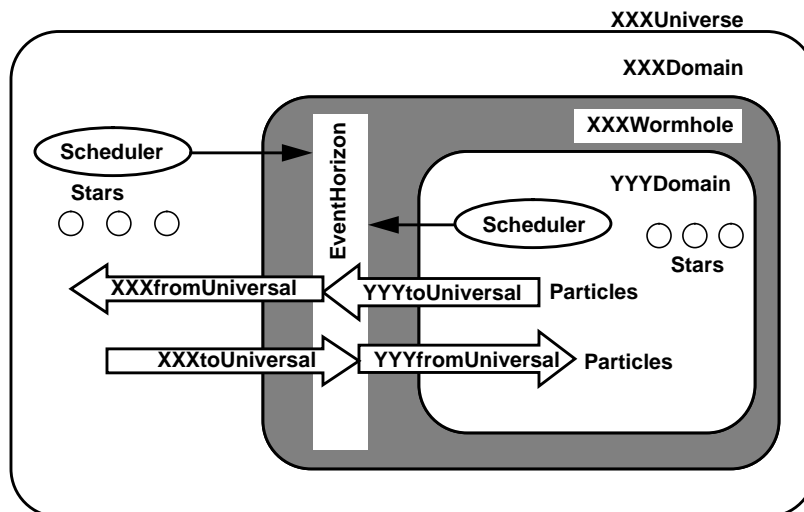 XXXUniverse
XXXDomain
XXXWormhole
Scheduler
EventHorizon
Stars
YYYDomain
Scheduler
Stars
XXXfromUniversal
YYYtoUniversal
Particles
XXXtoUniversal
YYYfromUniversal
Particles